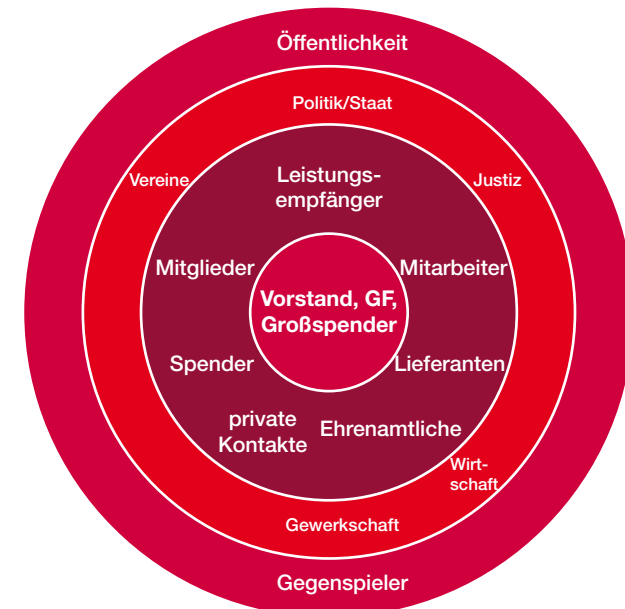 Öffentlichkeit
Politik/Staat
Vereine
Justiz
Leistungs-
empfänger
Mitglieder
Mitarbeiter
Vorstand, GF,
Großspender
Spender
Lieferanten
private
Kontakte
Ehrenamtliche
Wirt-
schaft
Gewerkschaft
Gegenspieler